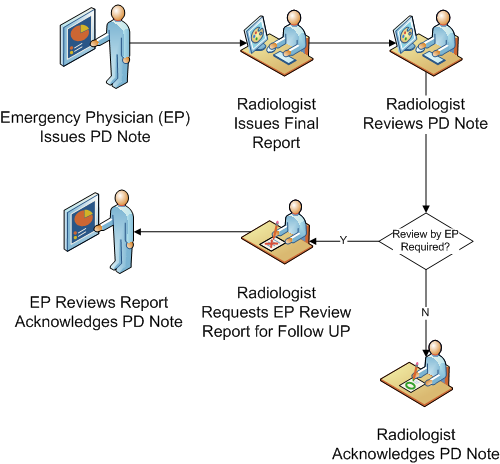 Emergency Physician (EP)
Issues PD Note
Radiologist
Issues Final
Report
Radiologist
Reviews PD Note
Review by EP
Required?
Y
N
Radiologist
Requests EP Review
Report for Follow UP
EP Reviews Report
Acknowledges PD Note
Radiologist
Acknowledges PD Note